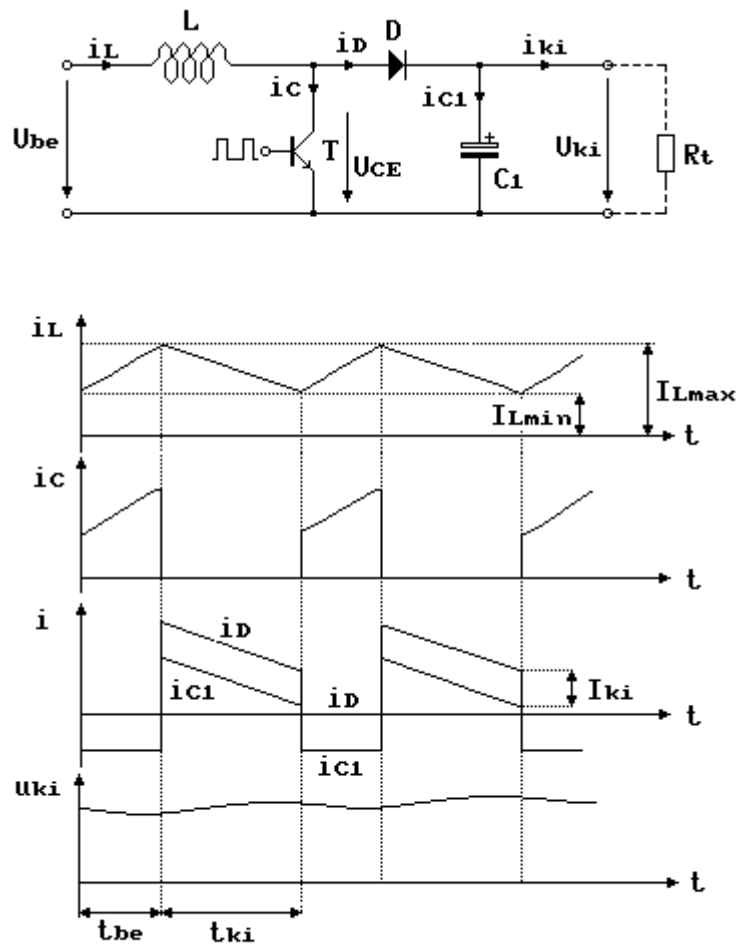 L
D
iL
iD
iki
iC
iC1
Ube
T
UCE
C1
Uki
Rt
+
iL
ILmin
ILmax
t
iC
t
i
iD
iC1
iD
Iki
t
iC1
uki
t
tbe
tki